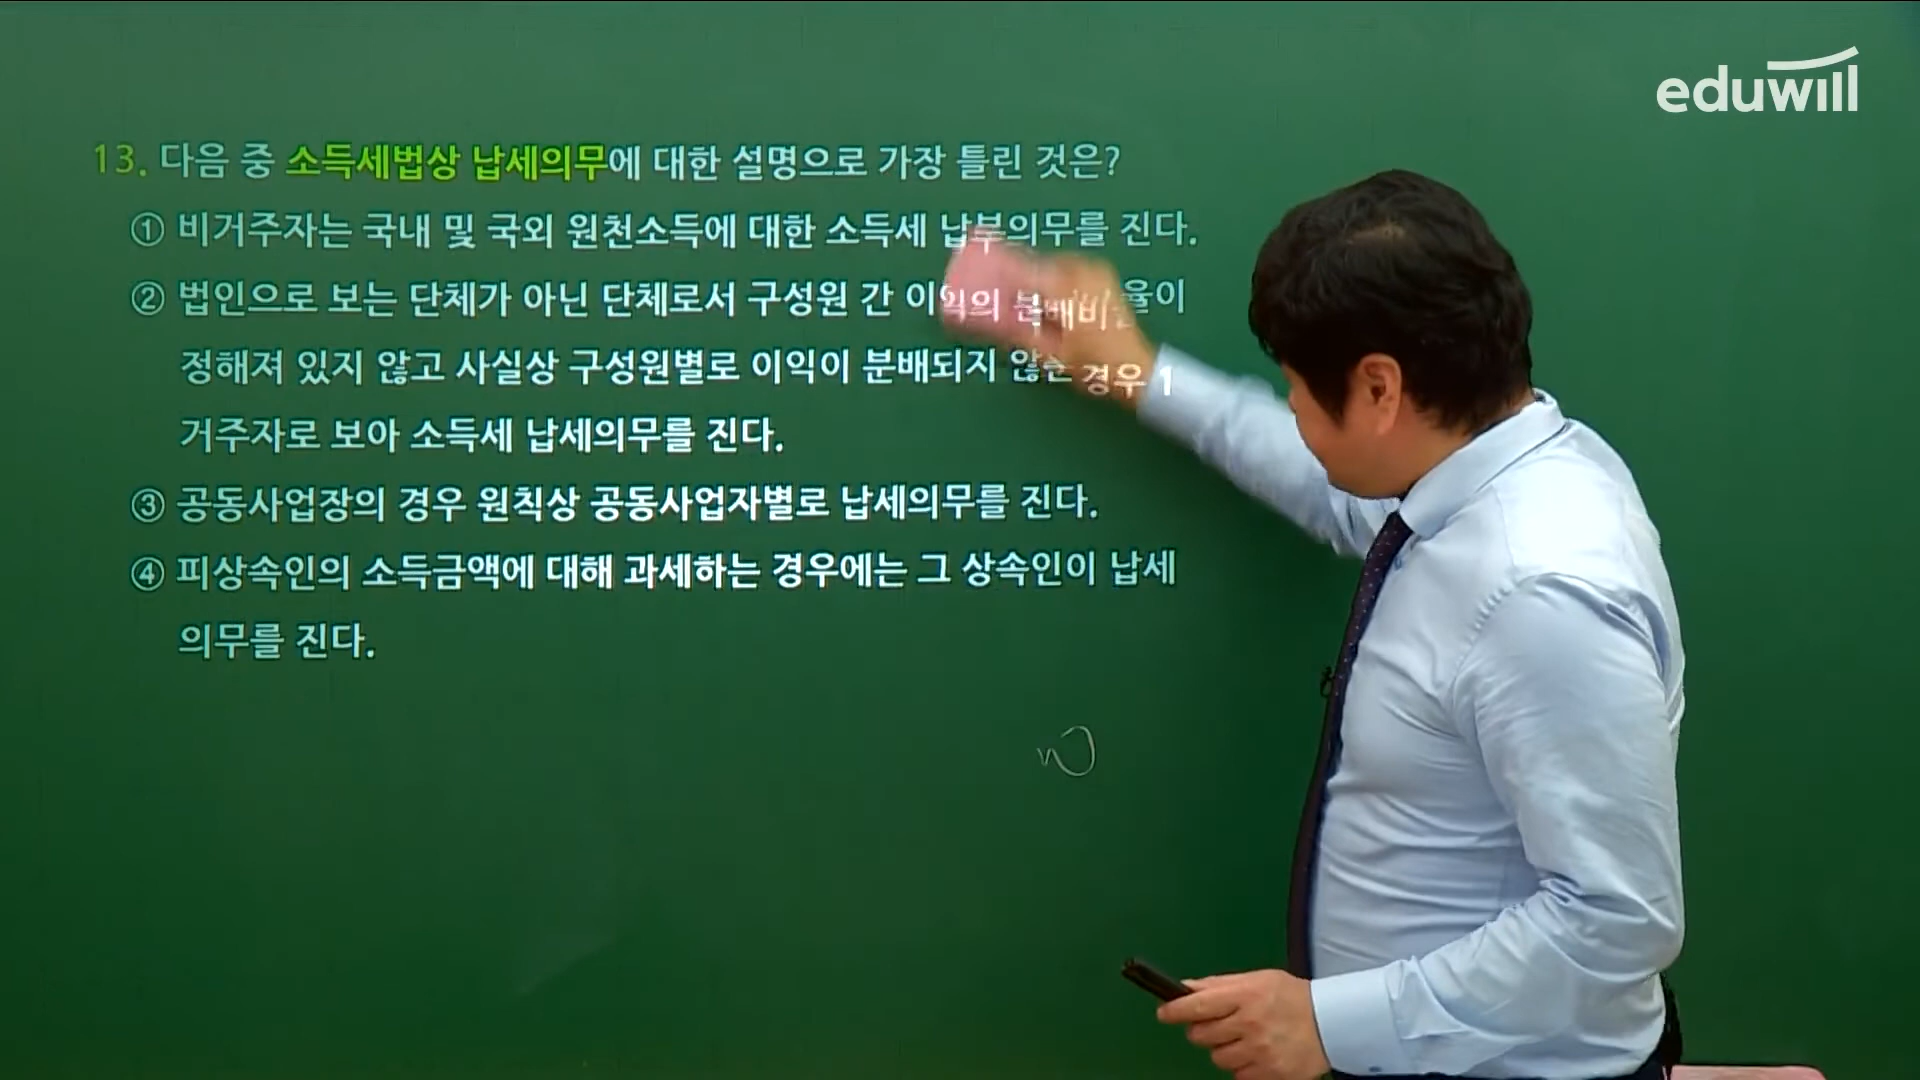 eduwill
13. 다음 중 소득세법상 납세의무에 대한 설명으로 가장 틀린 것은?
① 비거주자는 국내 및 국외 원천소득에 대한 소득세 납부의무를 진다.
② 법인으로 보는 단체가 아닌 단체로서 구성원 간 이익의 분배비율이
정해져 있지 않고 사실상 구성원별로 이익이 분배되지 않는 경우 1
거주자로 보아 소득세 납세의무를 진다.
③ 공동사업장의 경우 원칙상 공동사업자별로 납세의무를 진다.
④ 피상속인의 소득금액에 대해 과세하는 경우에는 그 상속인이 납세
의무를 진다.